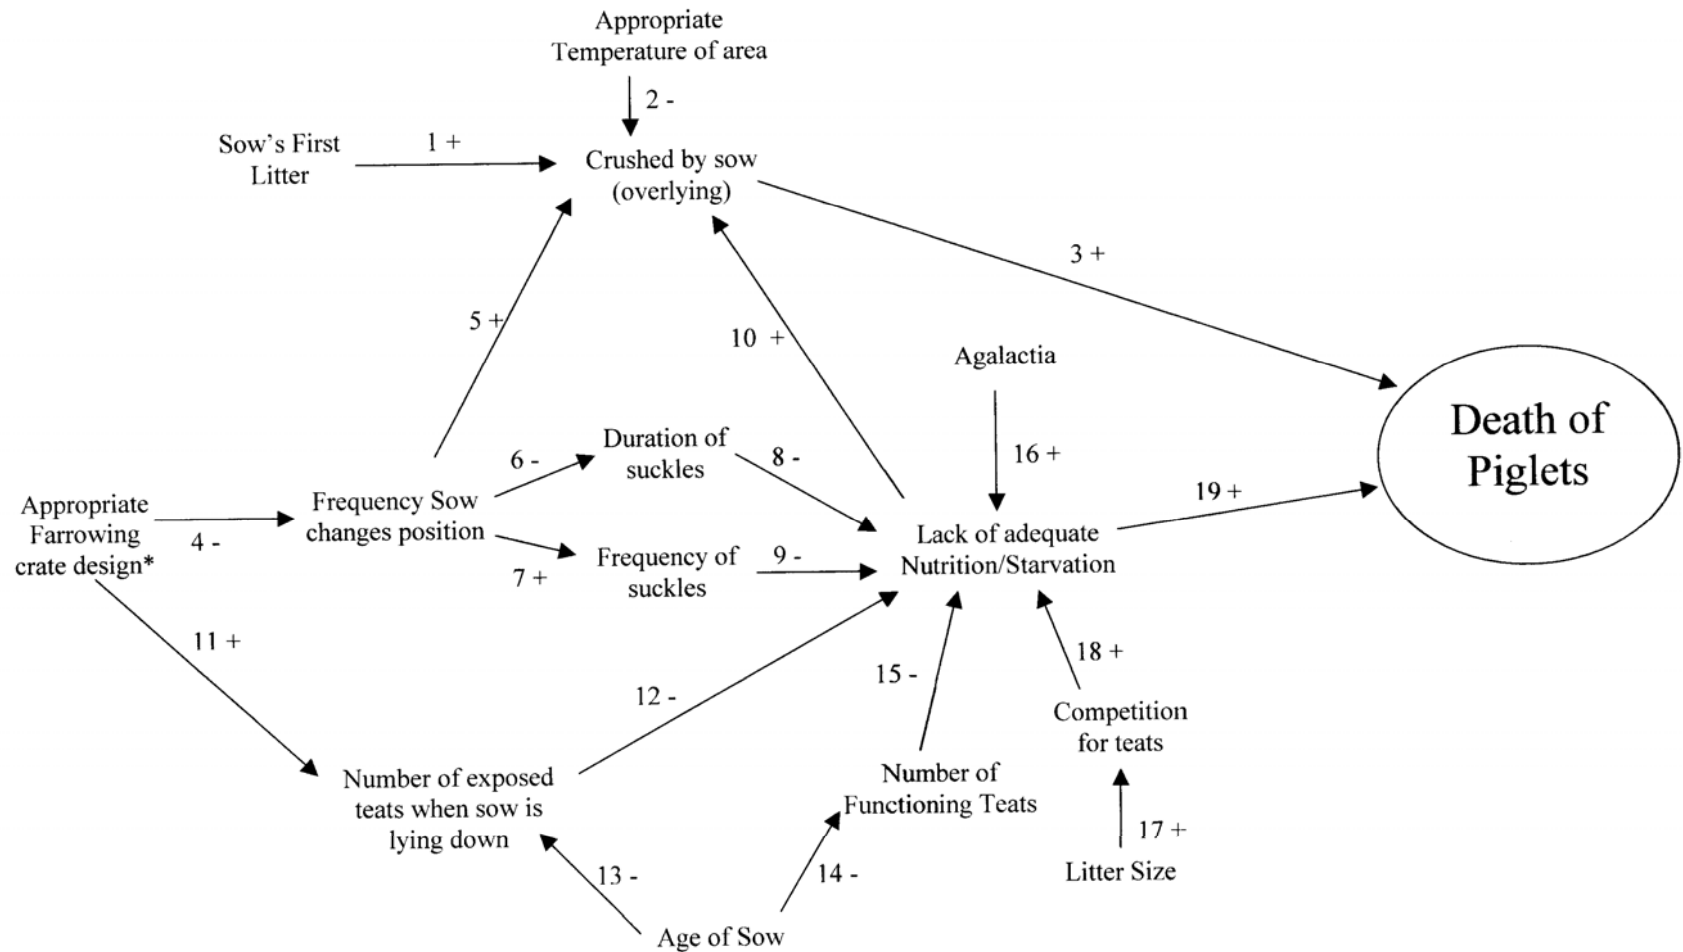 Appropriate
Temperature of area
2 -
Sow's First
Litter
1 +
Crushed by sow
(overlying)
3 +
5 +
10 +
Agalactia
16 +
Death of
Piglets
Duration of
suckles
6 -
8 -
Appropriate
Farrowing
crate design*
4 -
Frequency Sow
changes position
7 +
Frequency of
suckles
9 -
Lack of adequate
Nutrition/Starvation
19 +
11 +
12 -
15 -
18 +
Competition
for teats
Number of exposed
teats when sow is
lying down
Number of
Functioning Teats
17 +
Litter Size
13 -
14 -
Age of Sow